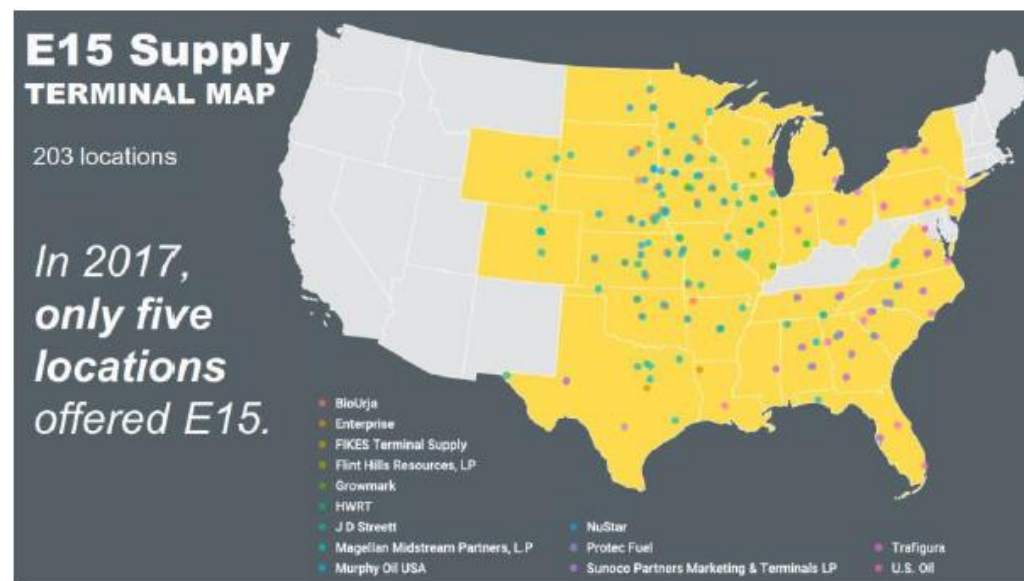 E15 Supply
TERMINAL MAP
203 locations
In 2017,
only five
locations
offered E15.
BioUrja
Enterprise
FIKES Terminal Supply
Flint Hills Resources, LP
Growmark
HWRT
J D Streett
Magellan Midstream Partners, L.P
Murphy Oil USA
NuStar
Protec Fuel
Sunoco Partners Marketing & Terminals LP
Trafigura
U.S. Oil